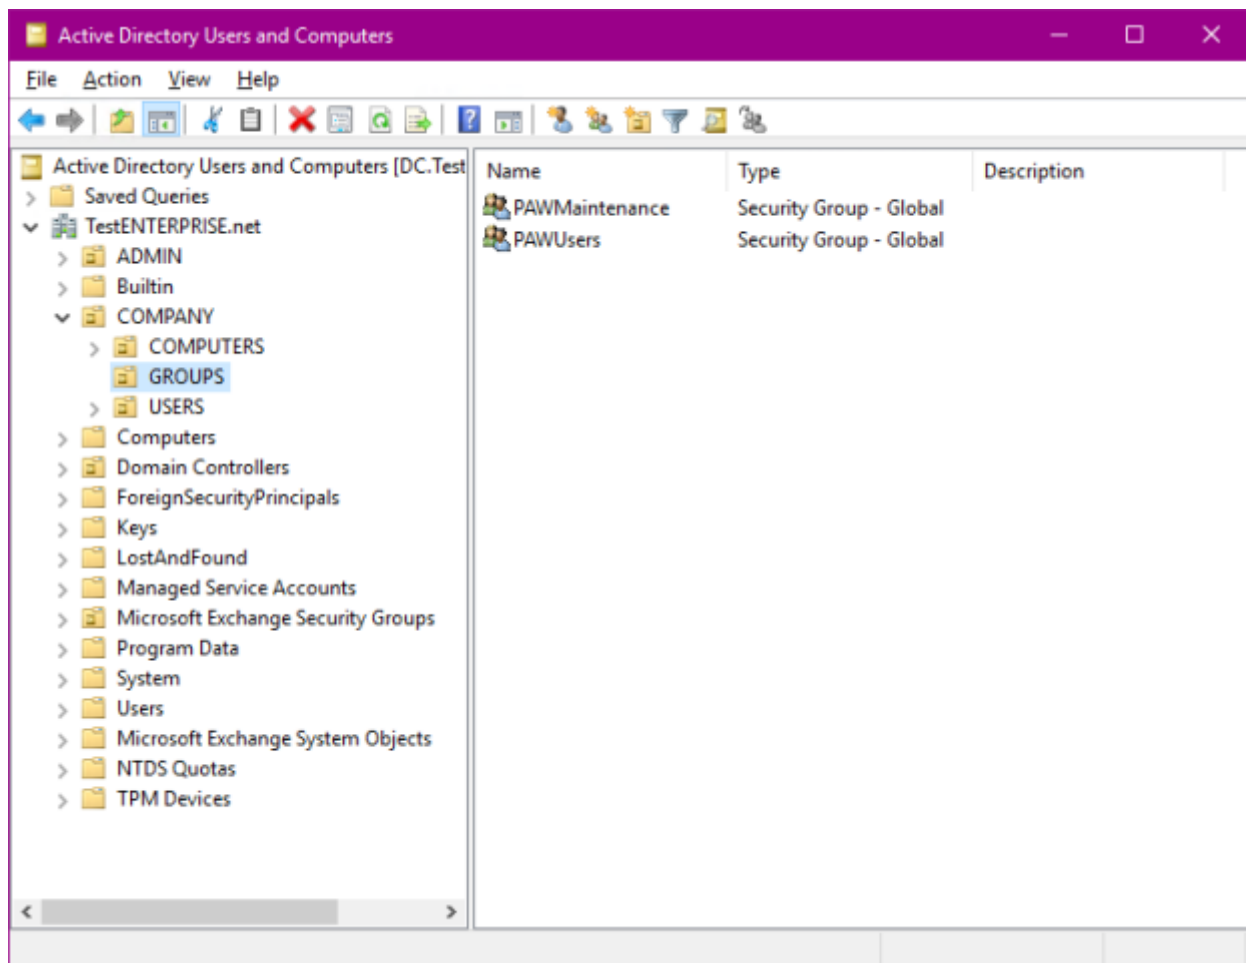 Active Directory Users and Computers
File Action View Help
Active Directory Users and Computers [DC.Test
Saved Queries
TestENTERPRISE.net
ADMIN
Builtin
COMPANY
COMPUTERS
GROUPS
USERS
Computers
Domain Controllers
ForeignSecurityPrincipals
Keys
LostAndFound
Managed Service Accounts
Microsoft Exchange Security Groups
Program Data
System
Users
Microsoft Exchange System Objects
NTDS Quotas
TPM Devices
Name Type Description
PAWMaintenance Security Group - Global
PAWUsers Security Group - Global